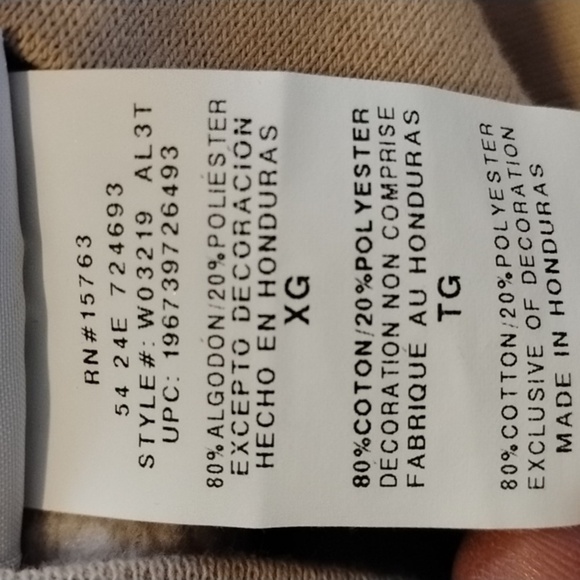 RN#15763
54 24E 724693
STYLE#: W03219 AL3T
UPC: 196739726493
80%ALGODÓN/20%POLIÉSTER
EXCEPTO DECORACIÓN
HECHO EN HONDURAS
XG
80%COTON/20%POLYESTER
DÉCORATION NON COMPRISE
FABRIQUÉ AU HONDURAS
TG
80%COTTON/20%POLYESTER
EXCLUSIVE OF DECORATION
MADE IN HONDURAS